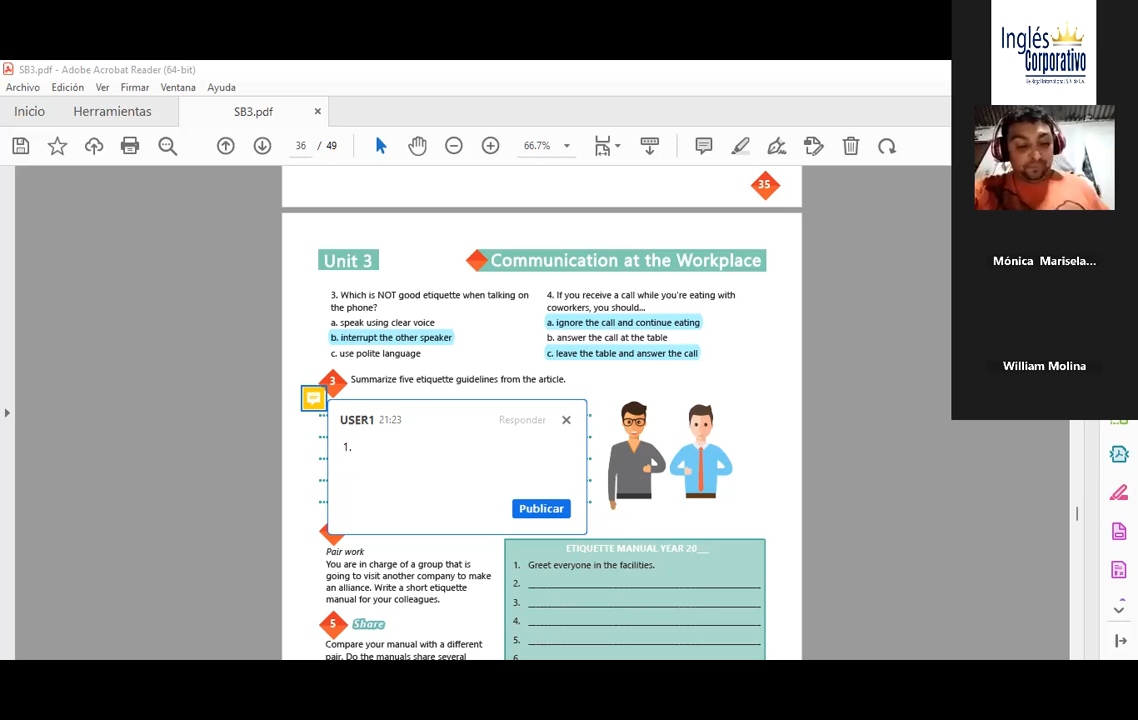 SB3.pdf - Adobe Acrobat Reader (64-bit)
Archivo Edición Ver Firmar Ventana Ayuda
Inicio Herramientas SB3.pdf ×
36 / 49 66.7%
35
Unit 3
Communication at the Workplace
3. Which is NOT good etiquette when talking on
the phone?
a. speak using clear voice
b. interrupt the other speaker
c. use polite language
4. If you receive a call while you're eating with
coworkers, you should...
a. ignore the call and continue eating
b. answer the call at the table
c. leave the table and answer the call
3 Summarize five etiquette guidelines from the article.
USER1 21:23 Responder
1.
Publicar
Pair work
You are in charge of a group that is
going to visit another company to make
an alliance. Write a short etiquette
manual for your colleagues.
5 Share
Compare your manual with a different
pair. Do the manuals share several
ETIQUETTE MANUAL YEAR 20__
1. Greet everyone in the facilities.
2.
3.
4.
5.
Inglés
Corporativo
Mónica Marisela...
William Molina